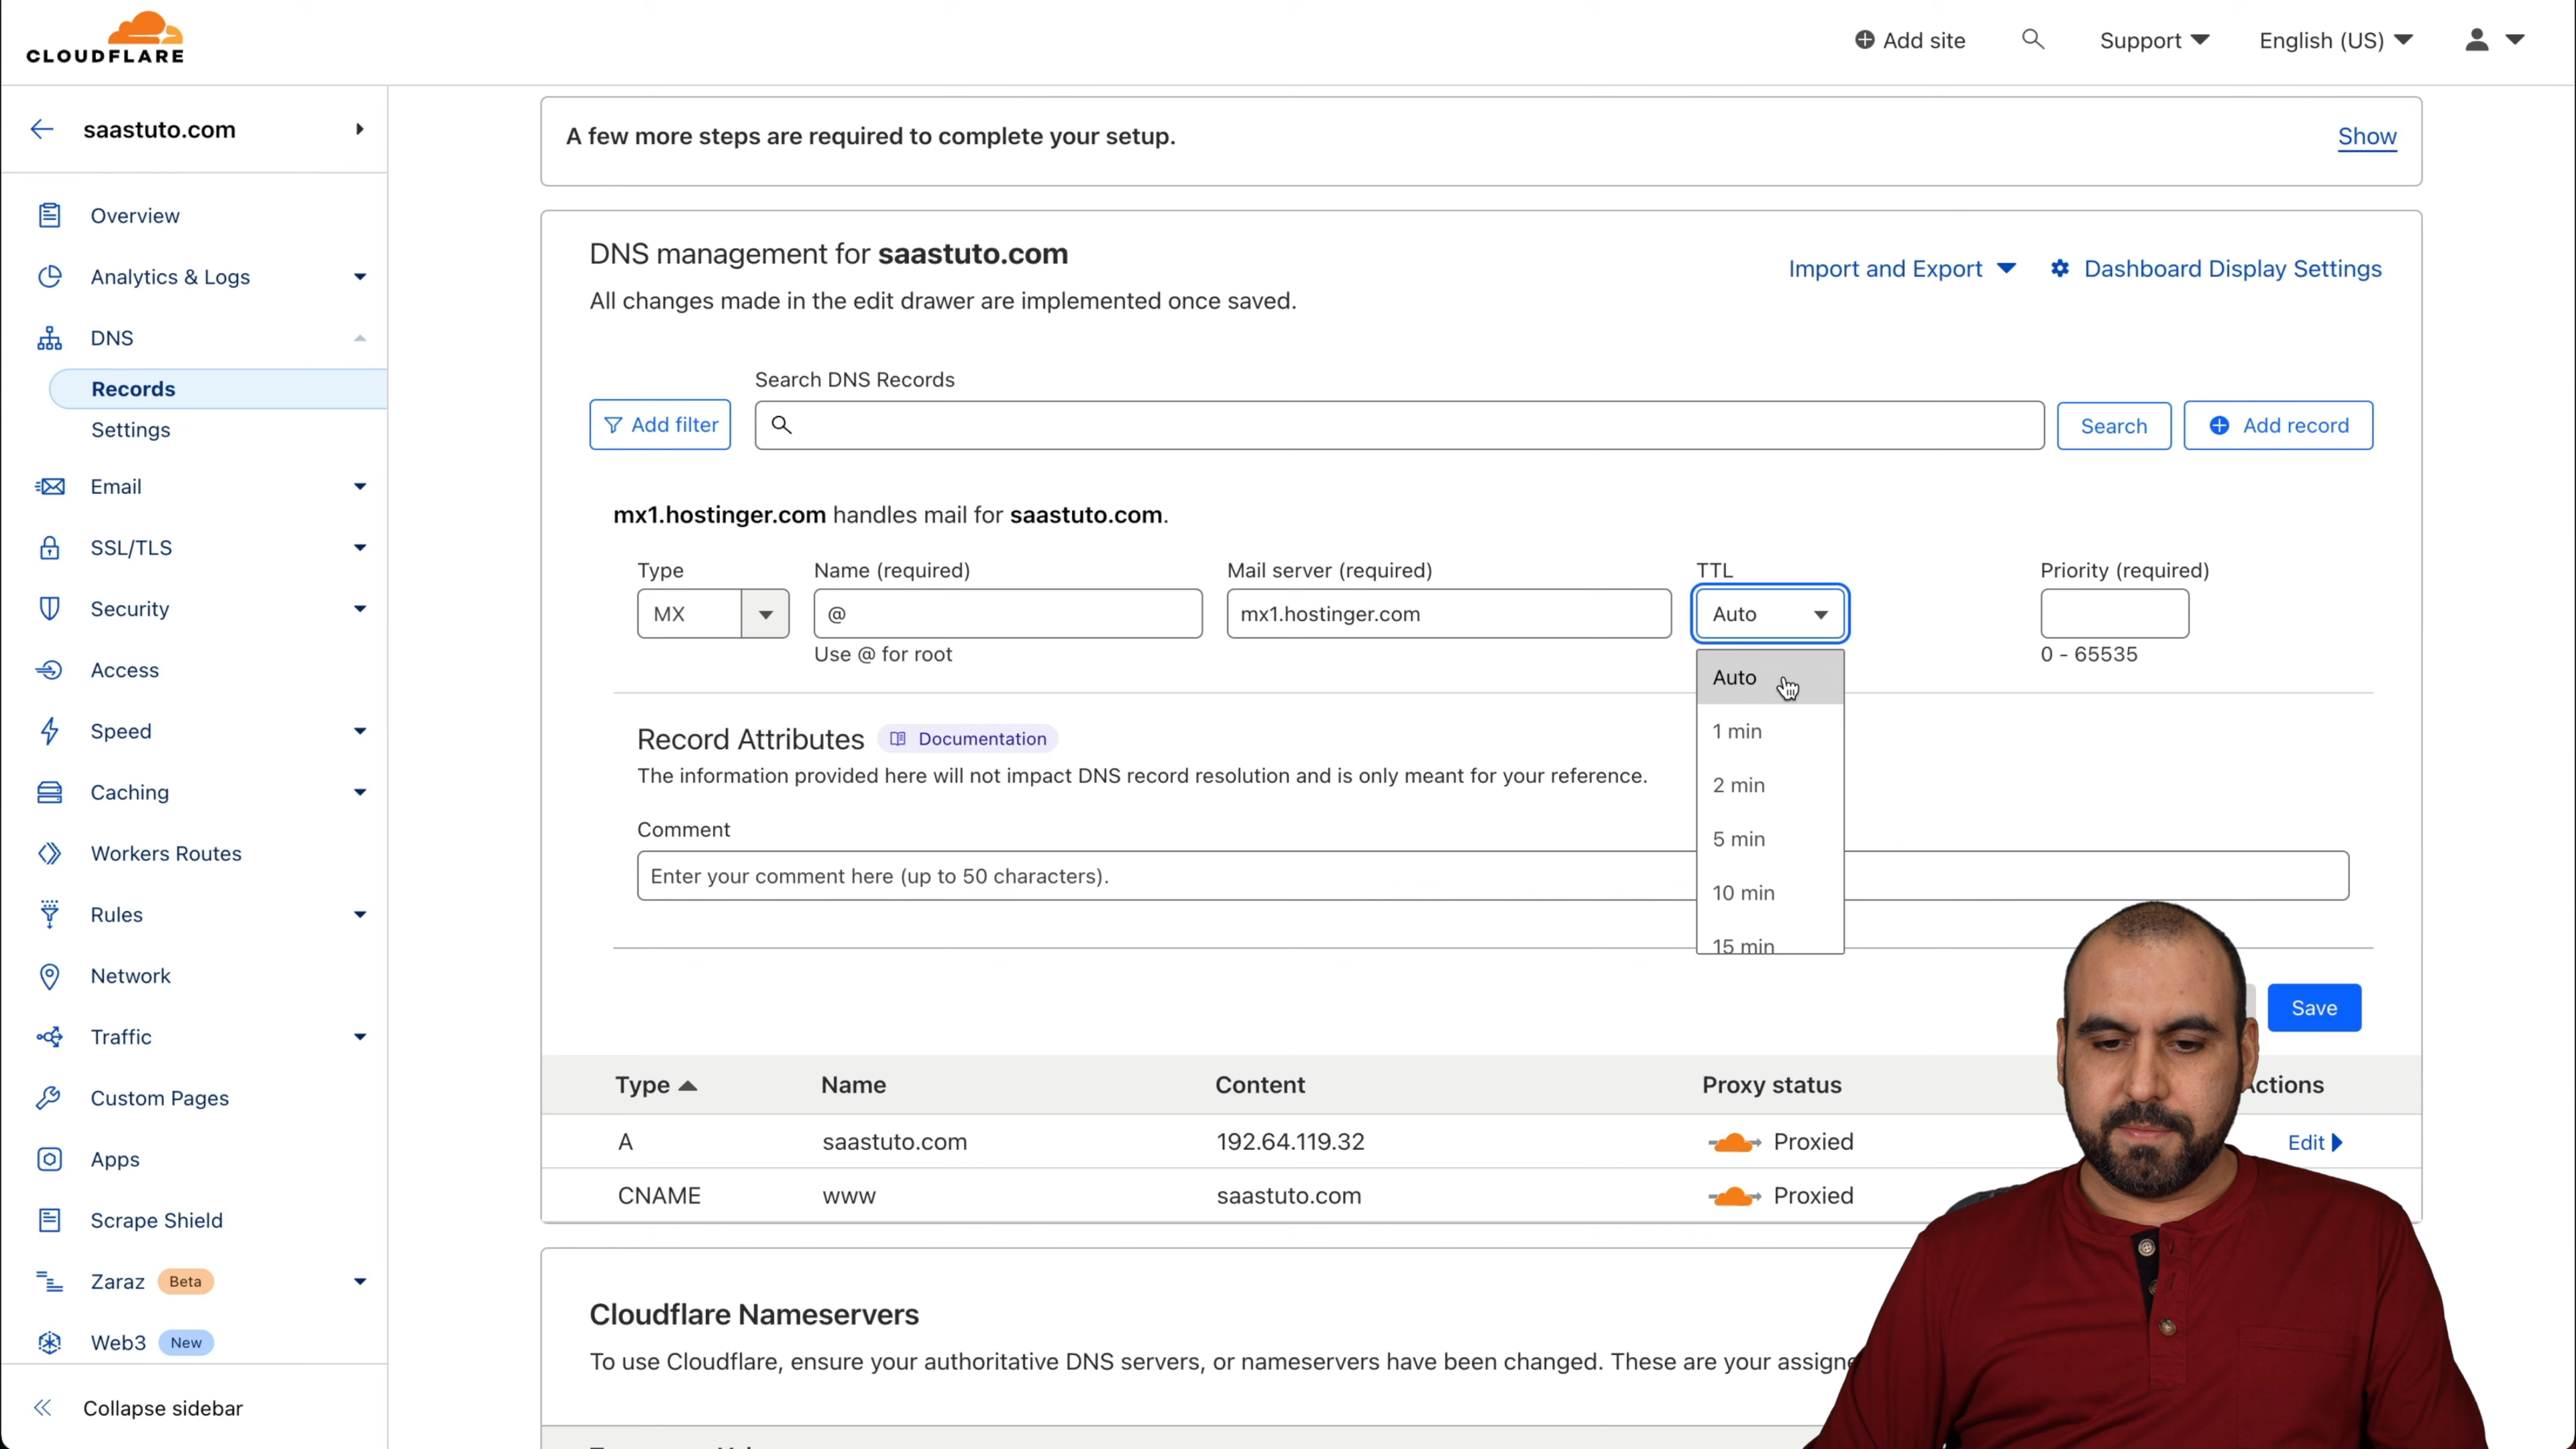 CLOUDFLARE
Add site
Support
English (US)
saastuto.com
Overview
Analytics & Logs
DNS
Records
Settings
Email
SSL/TLS
Security
Access
Speed
Caching
Workers Routes
Rules
Network
Traffic
Custom Pages
Apps
Scrape Shield
Zaraz Beta
Web3 New
Collapse sidebar
A few more steps are required to complete your setup.
Show
DNS management for saastuto.com
All changes made in the edit drawer are implemented once saved.
Import and Export
Dashboard Display Settings
Search DNS Records
Add filter
Search
Add record
mx1.hostinger.com handles mail for saastuto.com.
Type Name (required) Mail server (required) TTL Priority (required)
MX @ mx1.hostinger.com Auto
Use @ for root 0 - 65535
Auto
1 min
2 min
5 min
10 min
15 min
Record Attributes Documentation
The information provided here will not impact DNS record resolution and is only meant for your reference.
Comment
Enter your comment here (up to 50 characters).
Save
Type Name Content Proxy status
A saastuto.com 192.64.119.32 Proxied Edit
CNAME www saastuto.com Proxied
Cloudflare Nameservers
To use Cloudflare, ensure your authoritative DNS servers, or nameservers have been changed. These are your